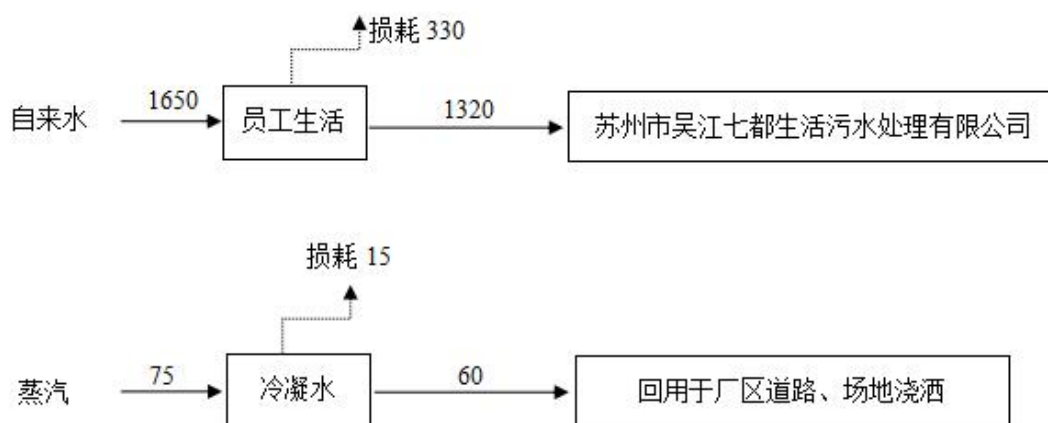 损耗 330
自来水
1650
员工生活
1320
苏州市吴江七都生活污水处理有限公司
损耗 15
蒸汽
75
冷凝水
60
回用于厂区道路、场地浇洒